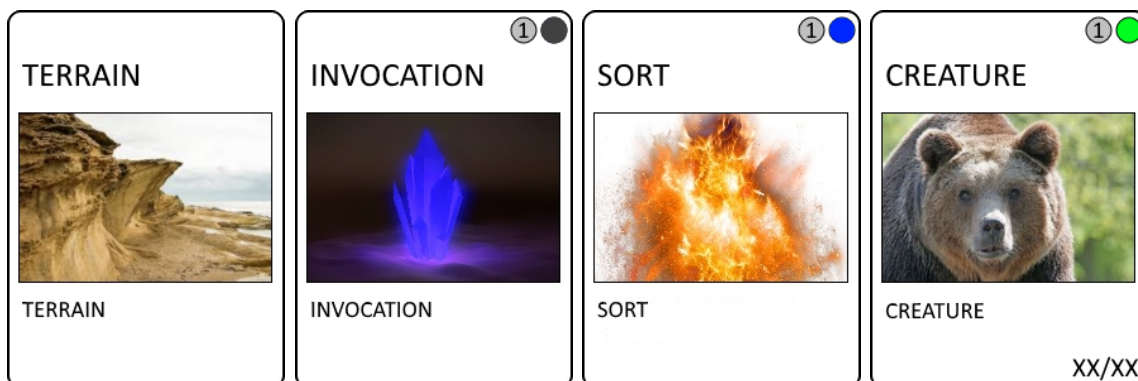 TERRAIN
TERRAIN
1
INVOCATION
INVOCATION
1
SORT
SORT
1
CREATURE
CREATURE
XX/XX